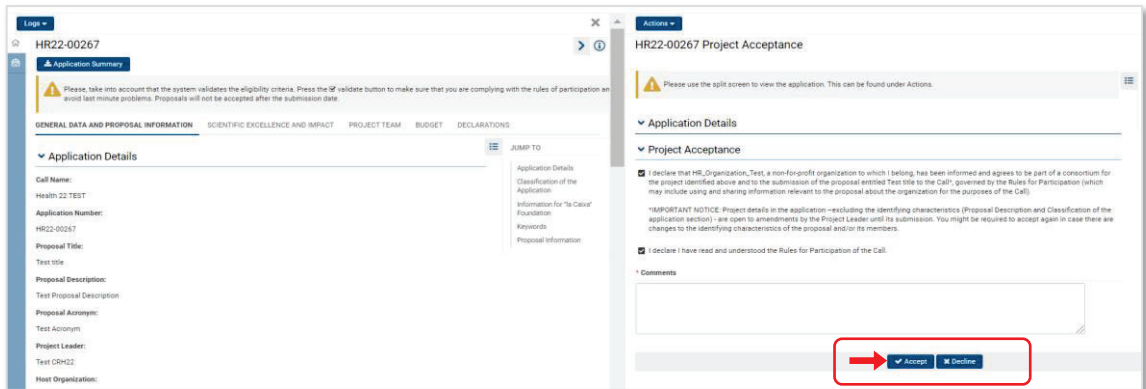 Logs
HR22-00267
Application Summary
Please, take into account that the system validates the eligibility criteria. Press the validate button to make sure that you are complying with the rules of participation an
avoid last minute problems. Proposals will not be accepted after the submission date.
GENERAL DATA AND PROPOSAL INFORMATION SCIENTIFIC EXCELLENCE AND IMPACT PROJECT TEAM BUDGET DECLARATIONS
Application Details
Call Name:
Health 22 TEST
Application Number:
HR22-00267
Proposal Title:
Test title
Proposal Description:
Test Proposal Description
Proposal Acronym:
Test Acronym
Project Leader:
Test CRH22
Host Organization:
JUMP TO
Application Details
Classification of the
Application
Information for "la Caixa"
Foundation
Keywords
Proposal Information
Actions
HR22-00267 Project Acceptance
Please use the split screen to view the application. This can be found under Actions.
Application Details
Project Acceptance
I declare that HR_Organization_Test, a non-for-profit organization to which I belong, has been informed and agrees to be part of a consortium for
the project identified above and to the submission of the proposal entitled Test title to the Call*, governed by the Rules for Participation (which
may include using and sharing information relevant to the proposal about the organization for the purposes of the Call).
*IMPORTANT NOTICE: Project details in the application –excluding the identifying characteristics (Proposal Description and Classification of the
application section) - are open to amendments by the Project Leader until its submission. You might be required to accept again in case there are
changes to the identifying characteristics of the proposal and/or its members.
I declare I have read and understood the Rules for Participation of the Call.
* Comments
Accept Decline